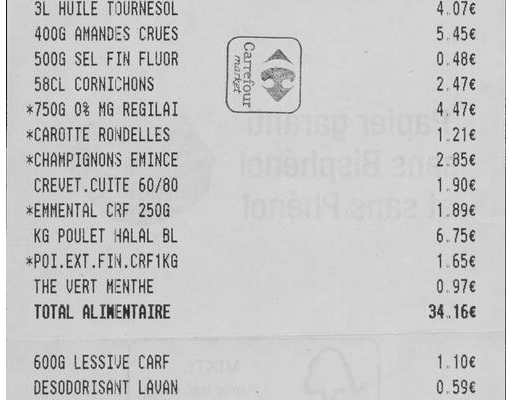 3L HUILE TOURNESOL 4.07€
400G AMANDES CRUES 5.45€
500G SEL FIN FLUOR 0.48€
58CL CORNICHONS 2.47€
*750G 0% MG REGILAI 4.47€
*CAROTTE RONDELLES 1.21€
*CHAMPIGNONS EMINCE 2.85€
CREVET.CUITE 60/80 1.90€
*EMMENTAL CRF 250G 1.89€
KG POULET HALAL BL 6.75€
*POI.EXT.FIN.CRF1KG 1.65€
THE VERT MENTHE 0.97€
TOTAL ALIMENTAIRE 34.16€
600G LESSIVE CARF 1.10€
DESODORISANT LAVAN 0.59€
Carrefour
market
Papier garanti
sans Bisphénol
et sans Phénol
MIXTE